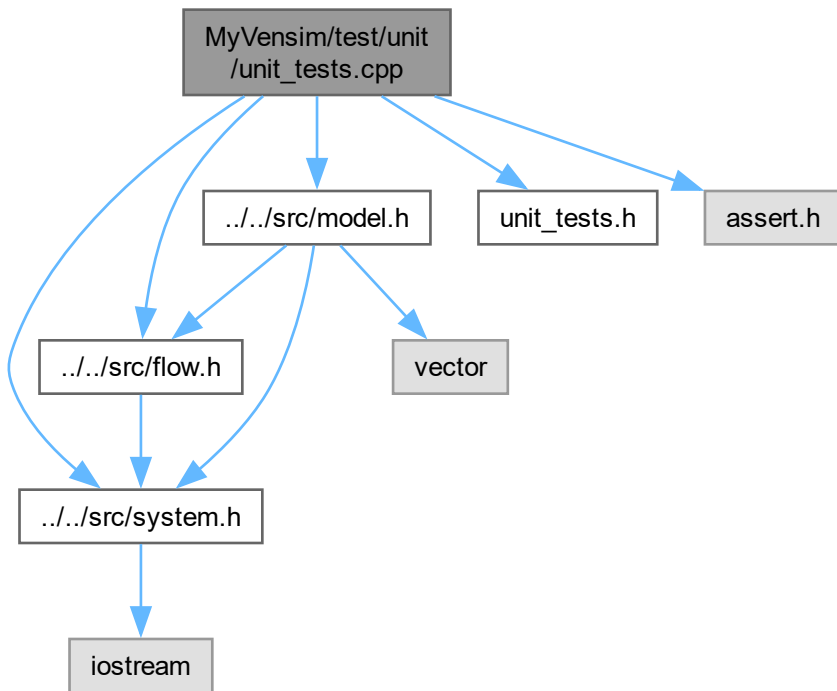 MyVensim/test/unit
/unit_tests.cpp
../../src/model.h
unit_tests.h
assert.h
../../src/flow.h
vector
../../src/system.h
iostream